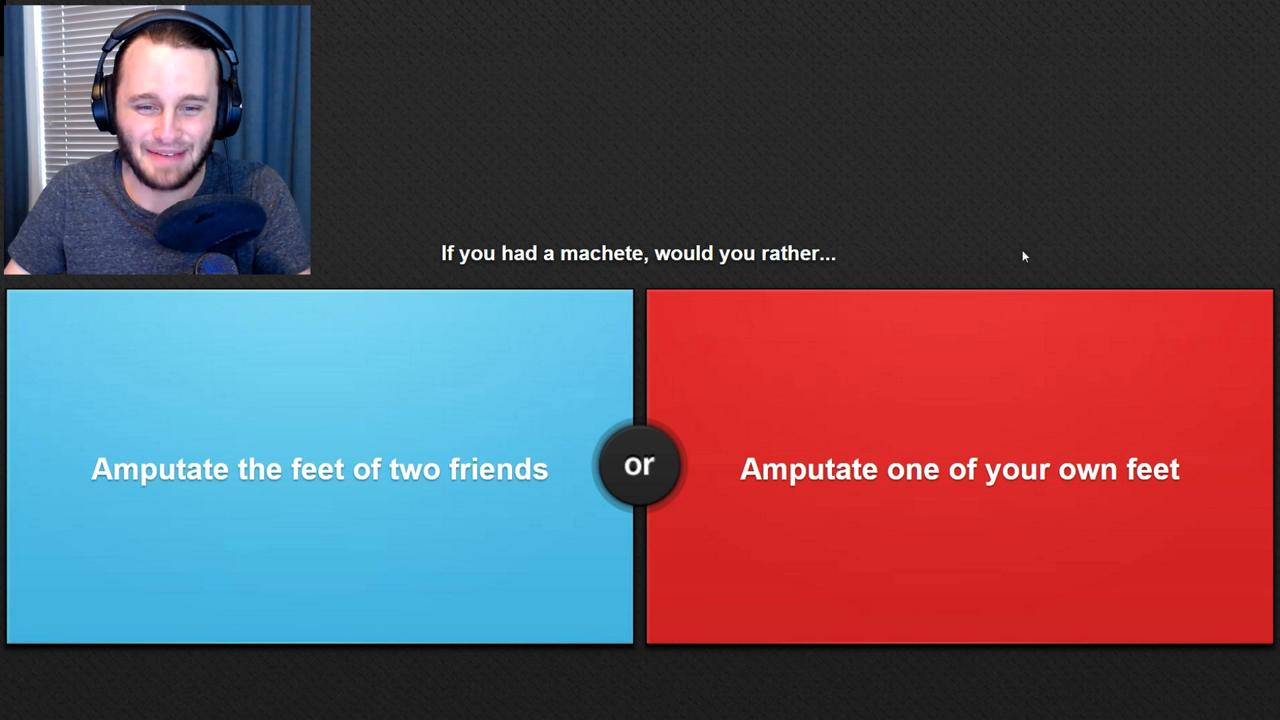 If you had a machete, would you rather...
Amputate the feet of two friends
or
Amputate one of your own feet